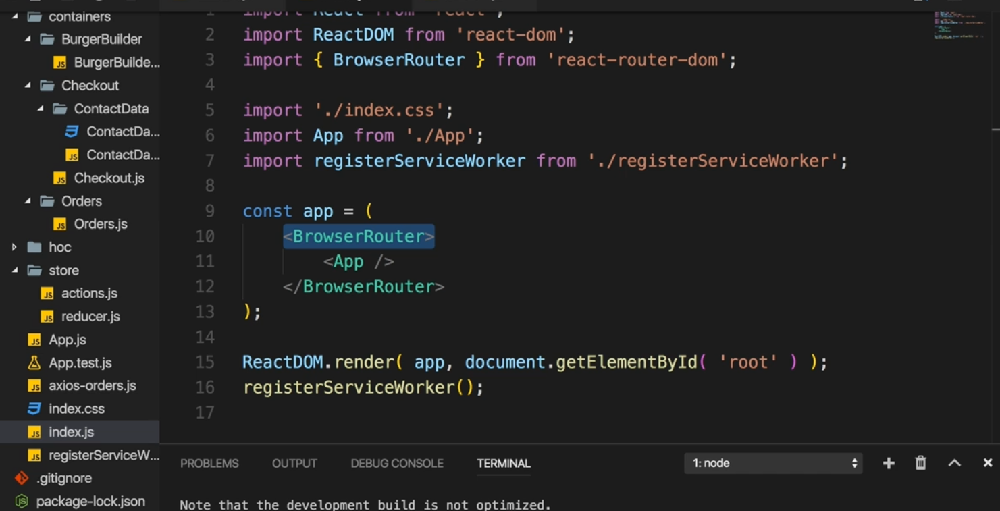 containers
BurgerBuilder
BurgerBuilde...
Checkout
ContactData
ContactDa...
ContactDa...
Checkout.js
Orders
Orders.js
hoc
store
actions.js
reducer.js
App.js
App.test.js
axios-orders.js
index.css
index.js
registerServiceW...
.gitignore
package-lock.json
2 import ReactDOM from 'react-dom';
3 import { BrowserRouter } from 'react-router-dom';
4
5 import './index.css';
6 import App from './App';
7 import registerServiceWorker from './registerServiceWorker';
8
9 const app = (
10 <BrowserRouter>
11 <App />
12 </BrowserRouter>
13 );
14
15 ReactDOM.render( app, document.getElementById( 'root' ) );
16 registerServiceWorker();
17
PROBLEMS OUTPUT DEBUG CONSOLE TERMINAL 1: node
Note that the development build is not optimized.